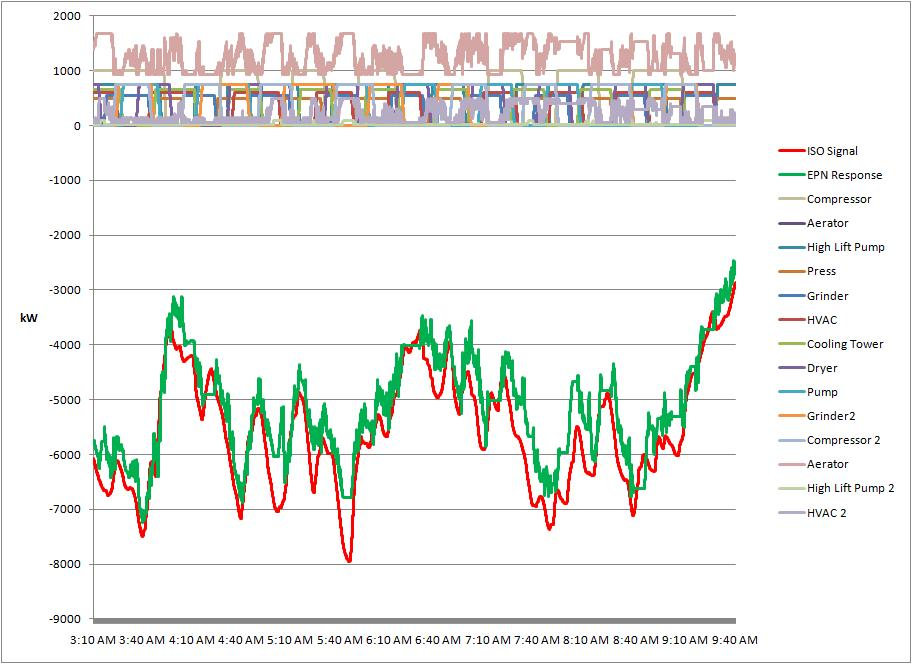 2000
1000
0
-1000
-2000
-3000
-4000
-5000
-6000
-7000
-8000
-9000
kW
3:10 AM 3:40 AM 4:10 AM 4:40 AM 5:10 AM 5:40 AM 6:10 AM 6:40 AM 7:10 AM 7:40 AM 8:10 AM 8:40 AM 9:10 AM 9:40 AM
ISO Signal
EPN Response
Compressor
Aerator
High Lift Pump
Press
Grinder
HVAC
Cooling Tower
Dryer
Pump
Grinder2
Compressor 2
Aerator
High Lift Pump 2
HVAC 2